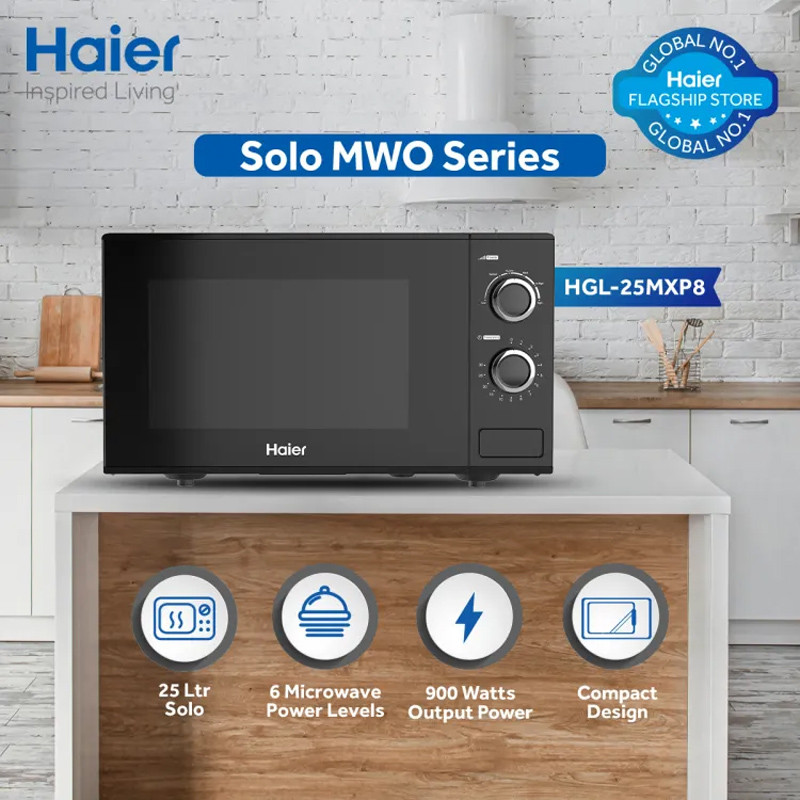 Haier
Inspired Living
GLOBAL NO.1
Haier
FLAGSHIP STORE
GLOBAL NO.1
Solo MWO Series
HGL-25MXP8
Haier
25 Ltr
Solo
6 Microwave
Power Levels
900 Watts
Output Power
Compact
Design